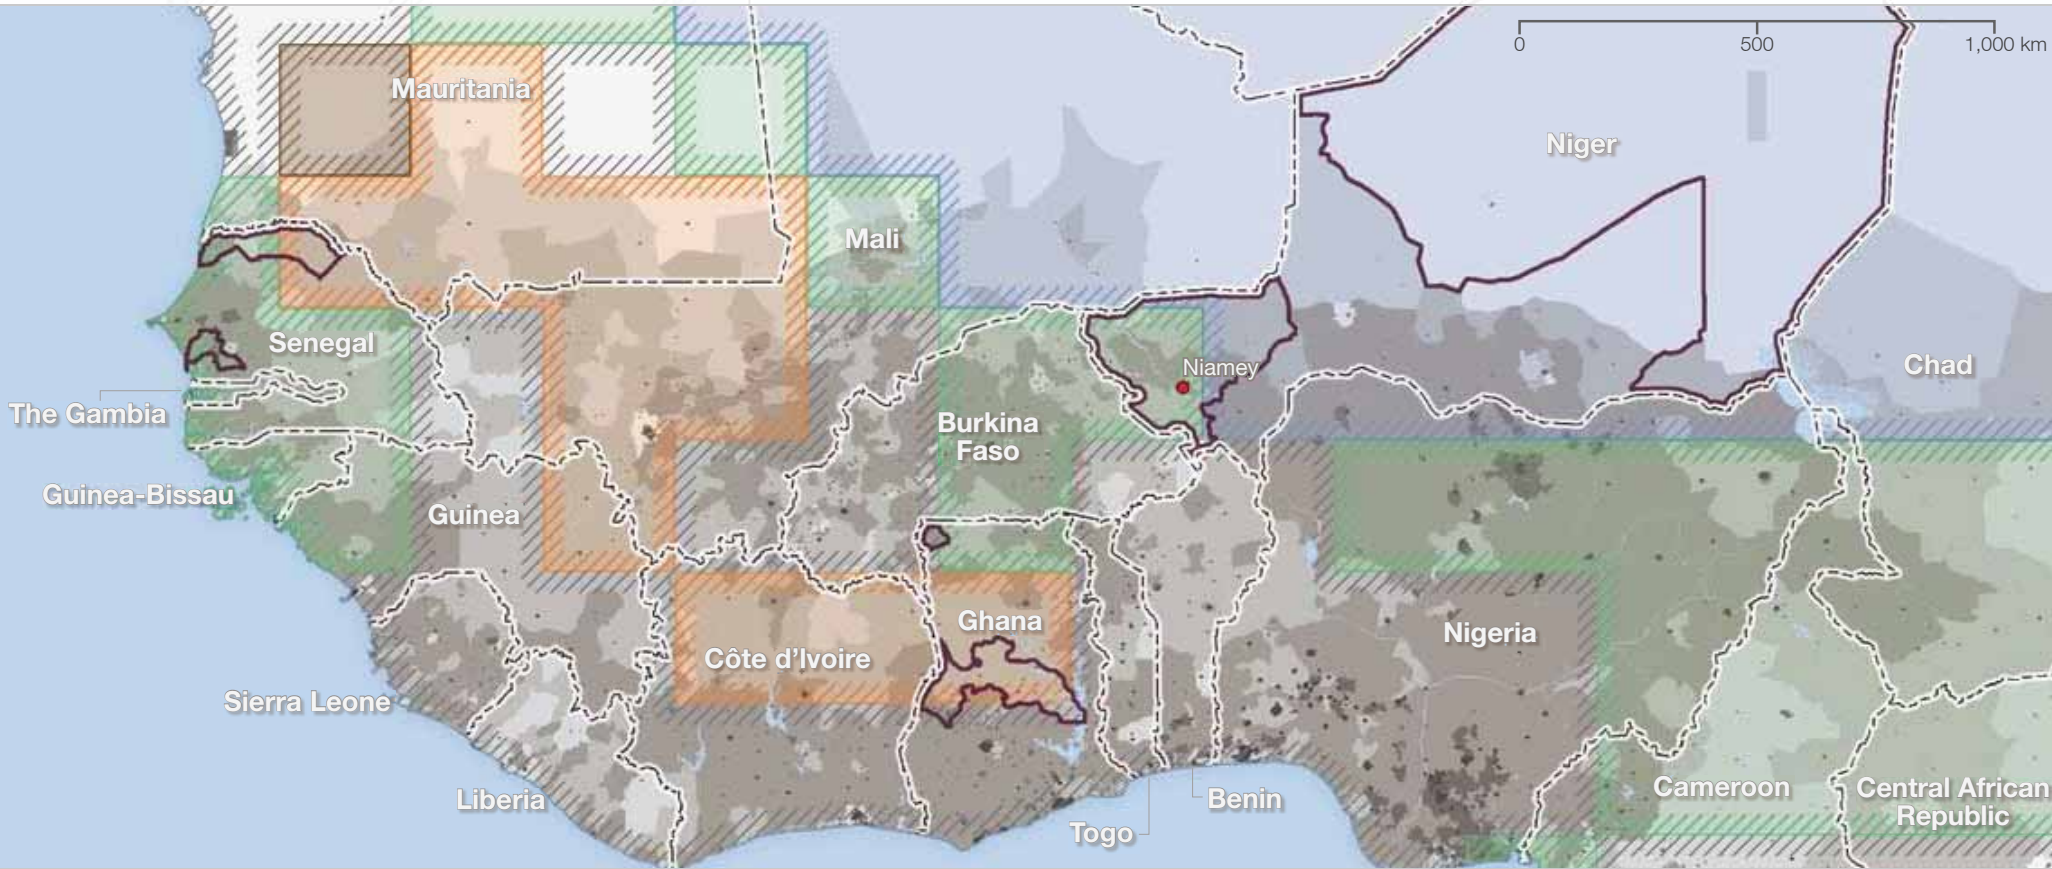 0
500
1,000 km
Mauritania
Niger
Mali
Senegal
Niamey
Chad
The Gambia
Burkina
Faso
Guinea-Bissau
Guinea
Ghana
Nigeria
Côte d'Ivoire
Sierra Leone
Cameroon
Central African
Republic
Liberia
Benin
Togo